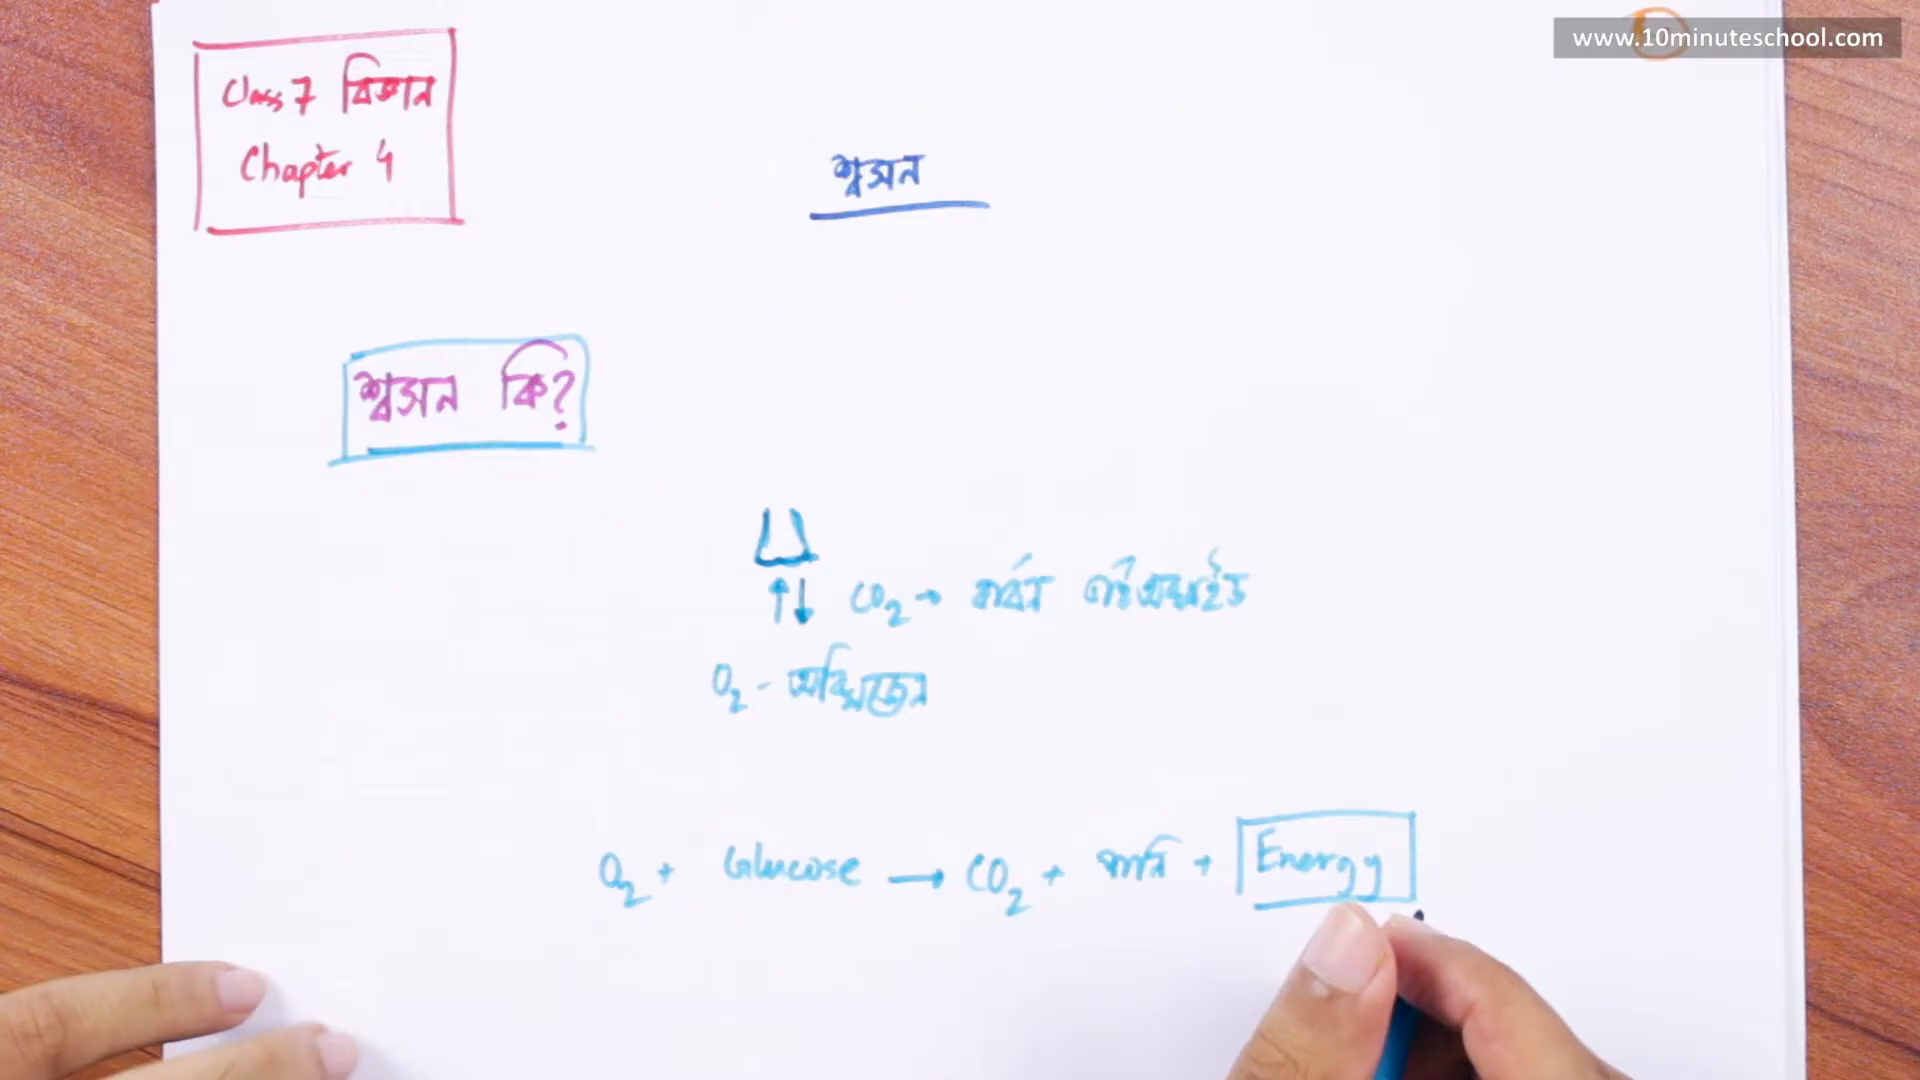 www.10minuteschool.com
Class 7 বিজ্ঞান
Chapter 4
শ্বসন
শ্বসন কি?
CO2 → কার্বন ডাইঅক্সাইড
O2 - অক্সিজেন
O2 + Glucose → CO2 + পানি + Energy